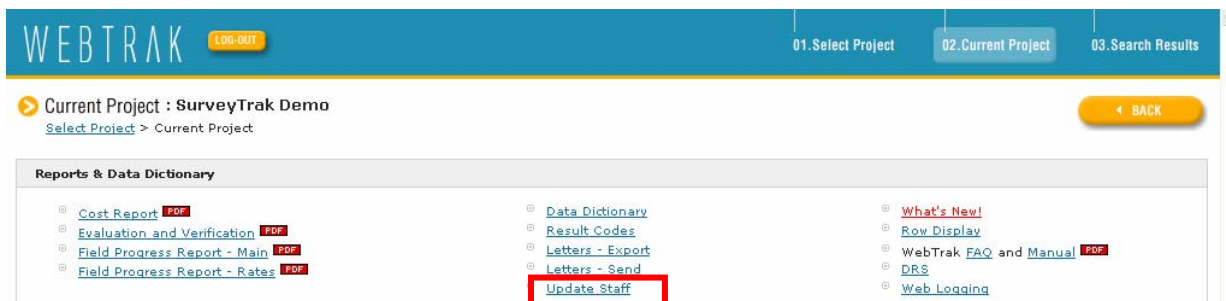 WEBTRAK LOG-OUT
01.Select Project 02.Current Project 03.Search Results
Current Project : SurveyTrak Demo
BACK
Select Project > Current Project
Reports & Data Dictionary
Cost Report PDF
Evaluation and Verification PDF
Field Progress Report - Main PDF
Field Progress Report - Rates PDF
Data Dictionary
Result Codes
Letters - Export
Letters - Send
Update Staff
What's New!
Row Display
WebTrak FAQ and Manual PDF
DRS
Web Logging